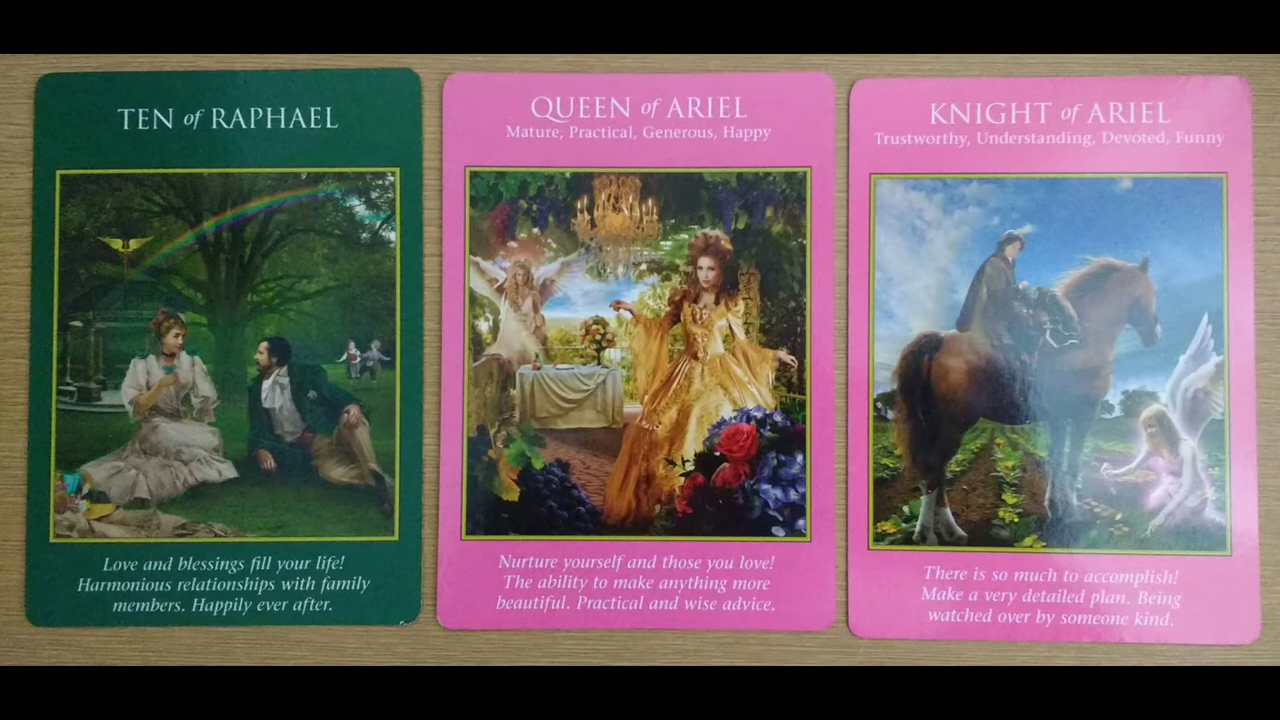 TEN of RAPHAEL
Love and blessings fill your life!
Harmonious relationships with family
members. Happily ever after.
QUEEN of ARIEL
Mature, Practical, Generous, Happy
Nurture yourself and those you love!
The ability to make anything more
beautiful. Practical and wise advice.
KNIGHT of ARIEL
Trustworthy, Understanding, Devoted, Funny
There is so much to accomplish!
Make a very detailed plan. Being
watched over by someone kind.